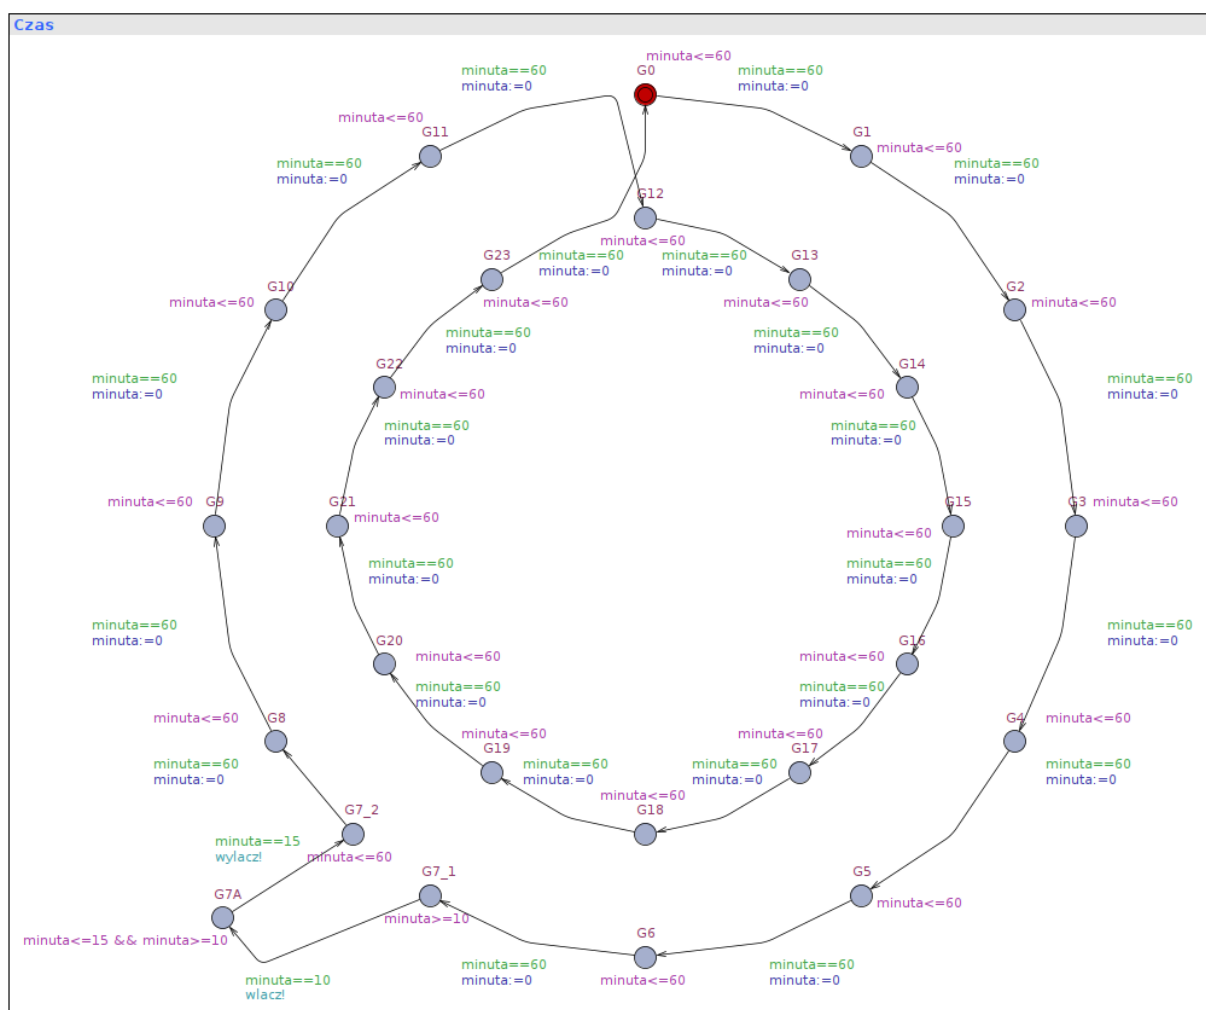 Czas
minuta<=60
G0
minuta==60
minuta:=0
minuta==60
minuta:=0
minuta<=60
G11
G1
minuta<=60
minuta==60
minuta:=0
minuta==60
minuta:=0
G12
minuta<=60
G23
minuta==60
minuta:=0
minuta==60
minuta:=0
G13
G10
minuta<=60
minuta<=60
minuta<=60
G2
minuta<=60
minuta==60
minuta:=0
minuta==60
minuta:=0
G22
minuta<=60
G14
minuta<=60
minuta==60
minuta:=0
minuta==60
minuta:=0
minuta==60
minuta:=0
minuta==60
minuta:=0
minuta<=60
G9
G21
minuta<=60
G15
minuta<=60
G3
minuta<=60
minuta==60
minuta:=0
minuta==60
minuta:=0
minuta==60
minuta:=0
minuta==60
minuta:=0
G20
minuta<=60
minuta<=60
G16
minuta==60
minuta:=0
minuta==60
minuta:=0
minuta<=60
G8
minuta<=60
G19
minuta<=60
G17
G4
minuta<=60
minuta==60
minuta:=0
minuta==60
minuta:=0
minuta==60
minuta:=0
minuta==60
minuta:=0
minuta<=60
G18
G7_2
minuta<=60
minuta==15
wylacz!
G7_1
minuta>=10
G5
minuta<=60
G7A
minuta<=15 && minuta>=10
G6
minuta<=60
minuta==60
minuta:=0
minuta==60
minuta:=0
minuta==10
wlacz!